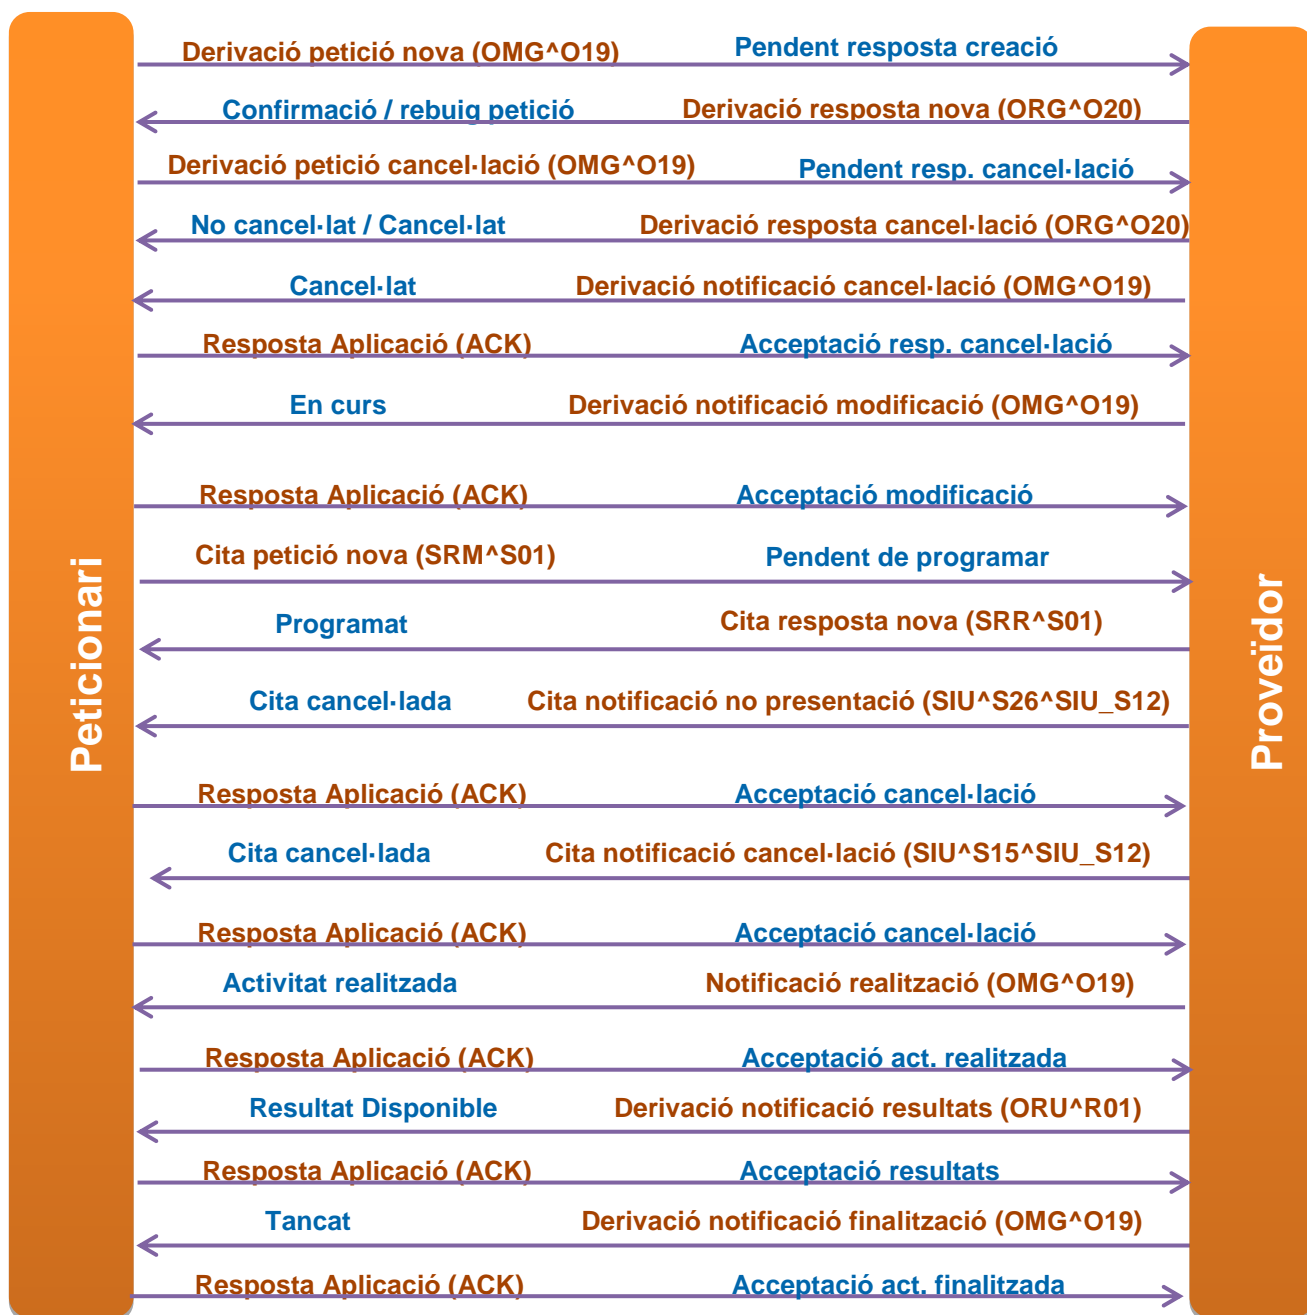 Derivació petició nova (OMG^O19) Pendent resposta creació
Confirmació / rebuig petició Derivació resposta nova (ORG^O20)
Derivació petició cancel·lació (OMG^O19) Pendent resp. cancel·lació
No cancel·lat / Cancel·lat Derivació resposta cancel·lació (ORG^O20)
Cancel·lat Derivació notificació cancel·lació (OMG^O19)
Resposta Aplicació (ACK) Acceptació resp. cancel·lació
En curs Derivació notificació modificació (OMG^O19)
Resposta Aplicació (ACK) Acceptació modificació
Cita petició nova (SRM^S01) Pendent de programar
Programat Cita resposta nova (SRR^S01)
Peticionari
Proveïdor
Cita cancel·lada Cita notificació no presentació (SIU^S26^SIU_S12)
Resposta Aplicació (ACK) Acceptació cancel·lació
Cita cancel·lada Cita notificació cancel·lació (SIU^S15^SIU_S12)
Resposta Aplicació (ACK) Acceptació cancel·lació
Activitat realitzada Notificació realització (OMG^O19)
Resposta Aplicació (ACK) Acceptació act. realitzada
Resultat Disponible Derivació notificació resultats (ORU^R01)
Resposta Aplicació (ACK) Acceptació resultats
Tancat Derivació notificació finalització (OMG^O19)
Resposta Aplicació (ACK) Acceptació act. finalitzada